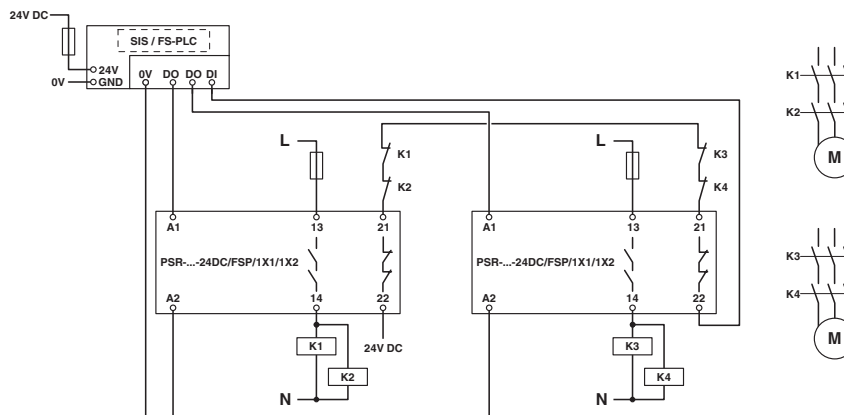 24V DC
SIS / FS-PLC
24V
0V
GND
0V DO DO DI
K1
K2
M
L
K1
K2
L
K3
K4
A1 13 21
A1 13 21
PSR-...-24DC/FSP/1X1/1X2
PSR-...-24DC/FSP/1X1/1X2
A2 14 22
A2 14 22
K3
K4
M
K1
24V DC
K2
N
K3
K4
N